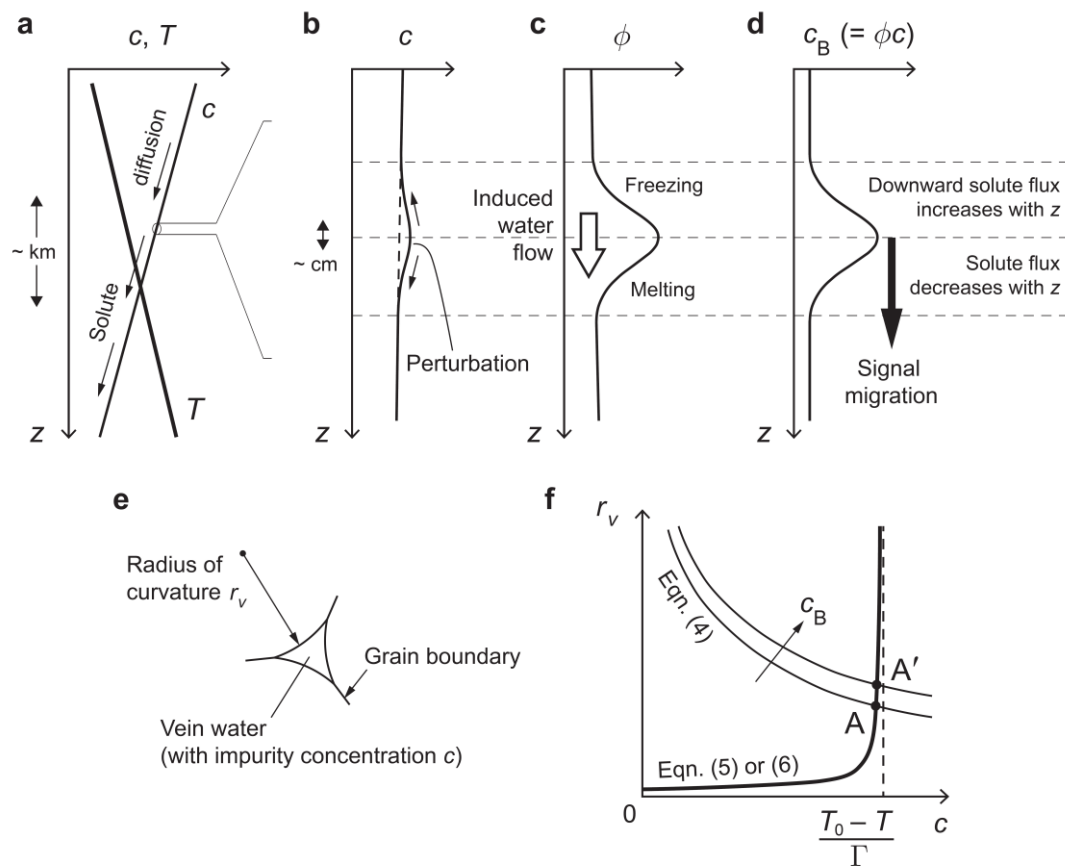 a
c, T
c
diffusion
~ km
Solute
T
z
b
c
~ cm
Perturbation
z
c
ϕ
Induced
water
flow
Freezing
Melting
z
d
c_B (= ϕc)
Downward solute flux
increases with z
Solute flux
decreases with z
Signal
migration
z
e
Radius of
curvature r_v
Grain boundary
Vein water
(with impurity concentration c)
f
r_v
Eqn. (4)
c_B
A′
A
Eqn. (5) or (6)
0
T_0 − T
Γ
c